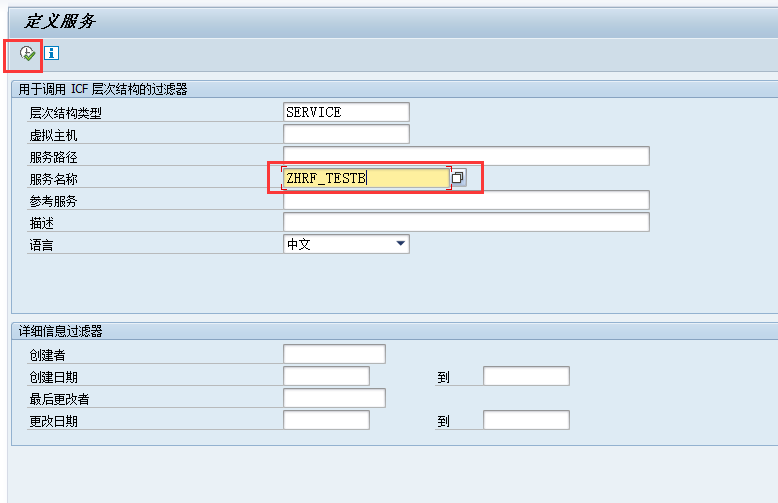 定义服务
用于调用 ICF 层次结构的过滤器
层次结构类型 SERVICE
虚拟主机
服务路径
服务名称 ZHRF_TESTB
参考服务
描述
语言 中文
详细信息过滤器
创建者
创建日期 到
最后更改者
更改日期 到